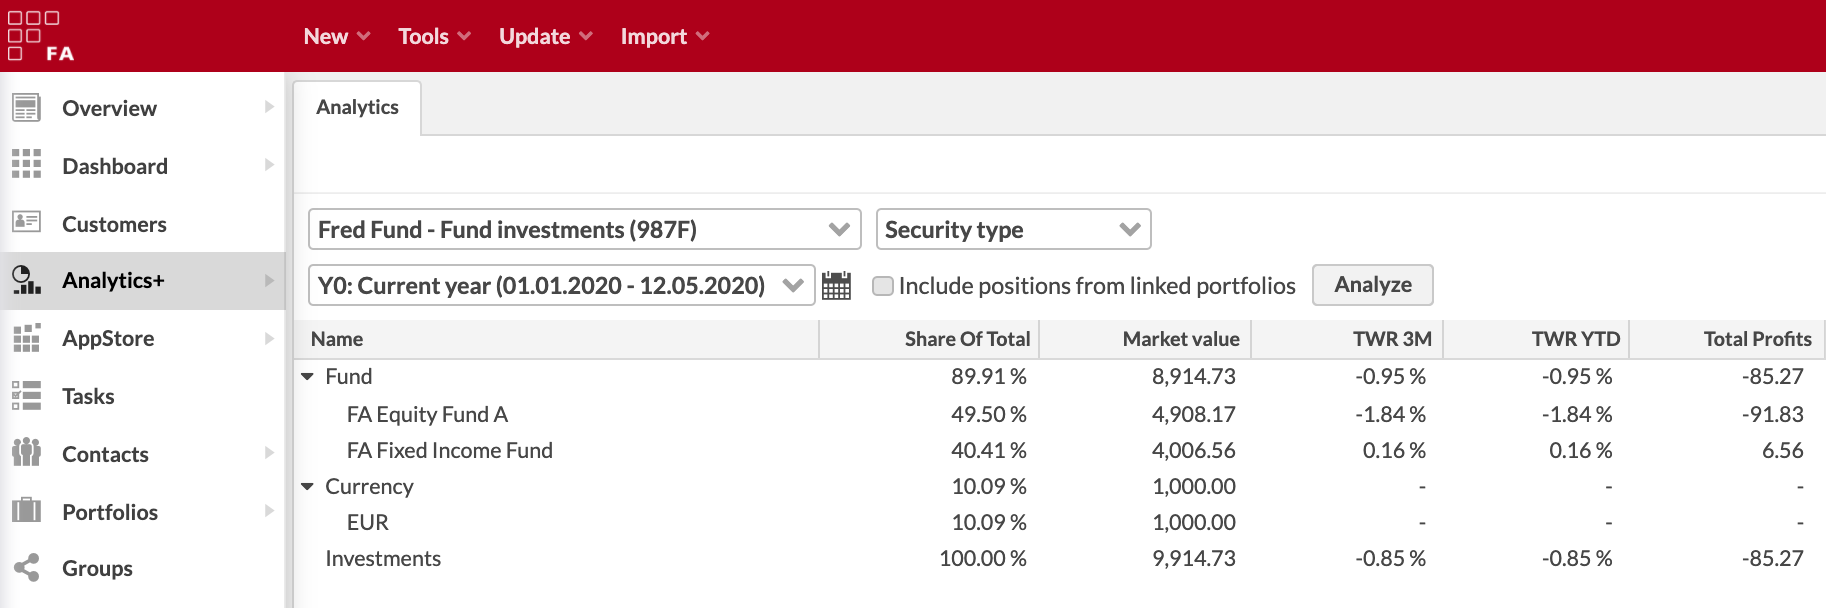 FA
New Tools Update Import
Overview
Dashboard
Customers
Analytics+
AppStore
Tasks
Contacts
Portfolios
Groups
Analytics
Fred Fund - Fund investments (987F) Security type
Y0: Current year (01.01.2020 - 12.05.2020) Include positions from linked portfolios Analyze
Name Share Of Total Market value TWR 3M TWR YTD Total Profits
Fund 89.91 % 8,914.73 -0.95 % -0.95 % -85.27
FA Equity Fund A 49.50 % 4,908.17 -1.84 % -1.84 % -91.83
FA Fixed Income Fund 40.41 % 4,006.56 0.16 % 0.16 % 6.56
Currency 10.09 % 1,000.00 - - -
EUR 10.09 % 1,000.00 - - -
Investments 100.00 % 9,914.73 -0.85 % -0.85 % -85.27